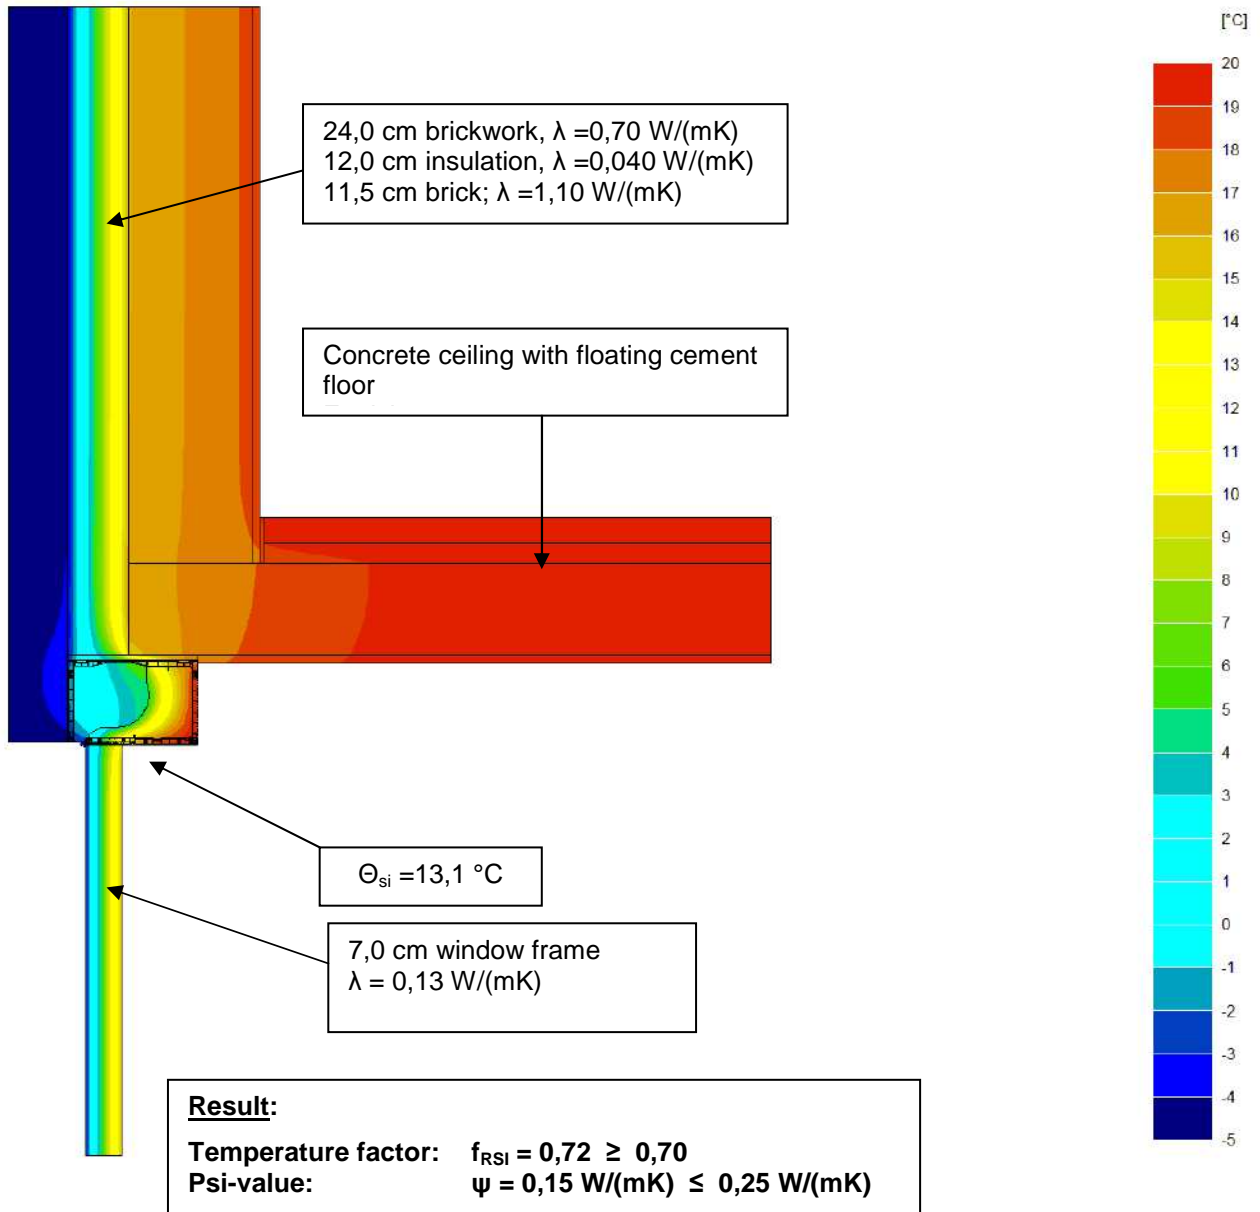 [°C]
24,0 cm brickwork, λ =0,70 W/(mK)
12,0 cm insulation, λ =0,040 W/(mK)
11,5 cm brick; λ =1,10 W/(mK)
Concrete ceiling with floating cement
floor
Θsi =13,1 °C
7,0 cm window frame
λ = 0,13 W/(mK)
Result:
Temperature factor: fRSI = 0,72 ≥ 0,70
Psi-value: ψ = 0,15 W/(mK) ≤ 0,25 W/(mK)
20
19
18
17
16
15
14
13
12
11
10
9
8
7
6
5
4
3
2
1
0
-1
-2
-3
-4
-5